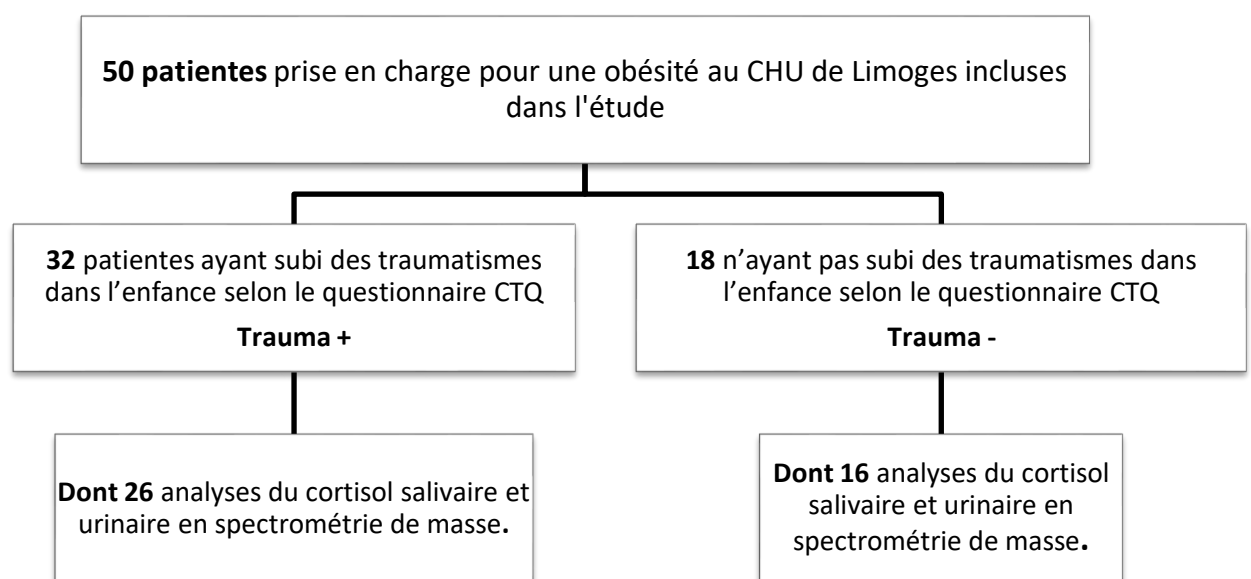 50 patientes prise en charge pour une obésité au CHU de Limoges incluses
dans l'étude
32 patientes ayant subi des traumatismes
dans l’enfance selon le questionnaire CTQ
Trauma +
18 n’ayant pas subi des traumatismes dans
l’enfance selon le questionnaire CTQ
Trauma -
Dont 26 analyses du cortisol salivaire et
urinaire en spectrométrie de masse.
Dont 16 analyses du cortisol
salivaire et urinaire en
spectrométrie de masse.